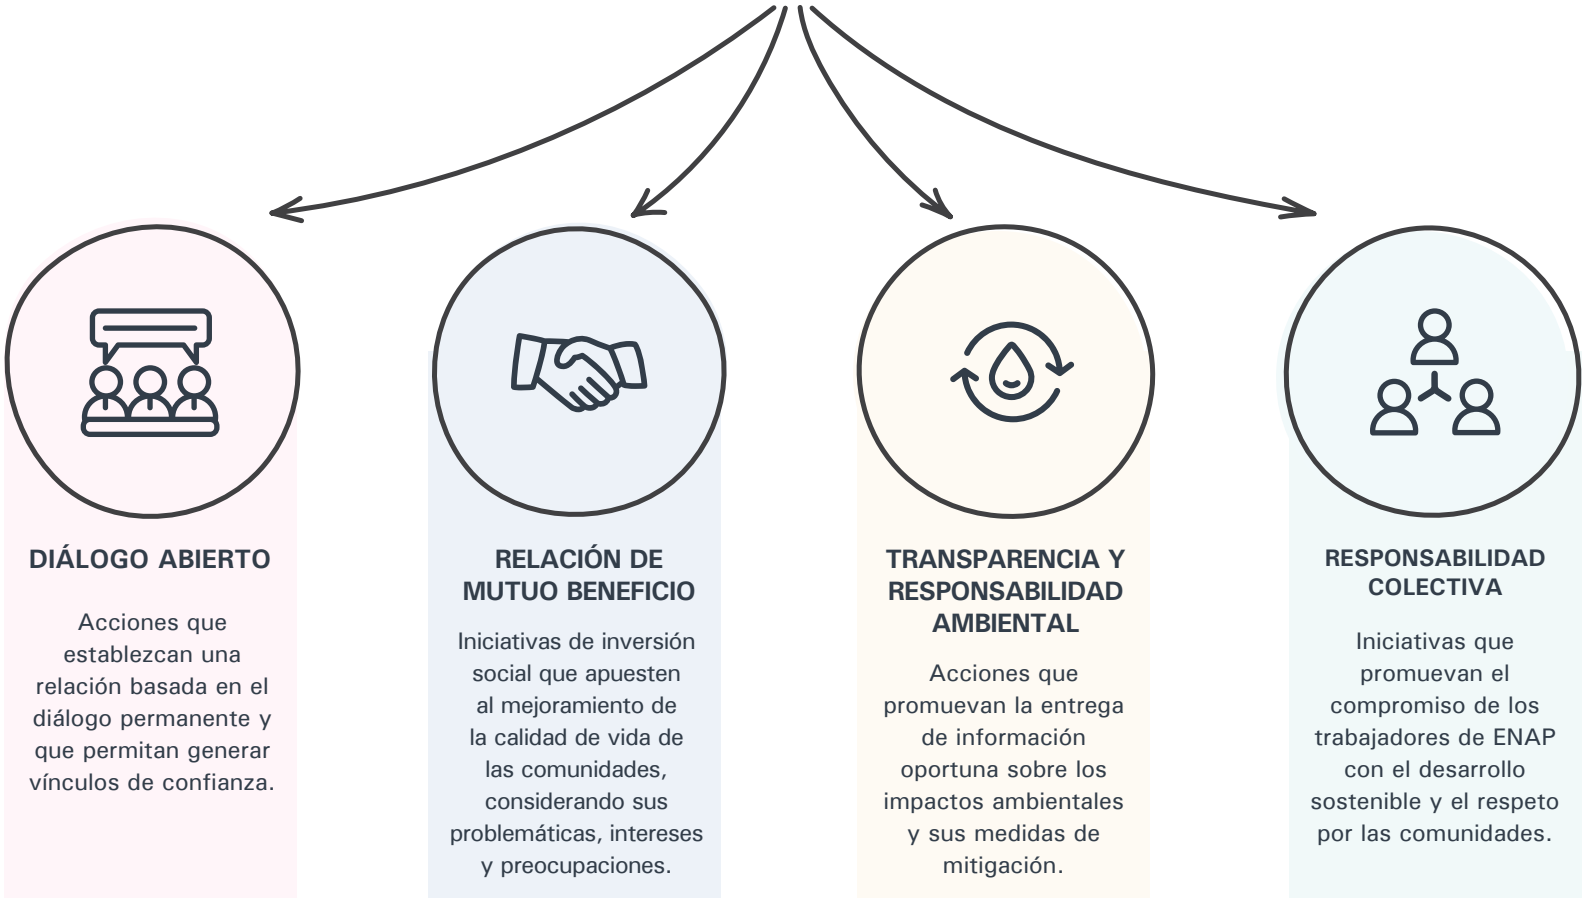 DIÁLOGO ABIERTO
Acciones que
establezcan una
relación basada en el
diálogo permanente y
que permitan generar
vínculos de confianza.
RELACIÓN DE
MUTUO BENEFICIO
Iniciativas de inversión
social que apuesten
al mejoramiento de
la calidad de vida de
las comunidades,
considerando sus
problemáticas, intereses
y preocupaciones.
TRANSPARENCIA Y
RESPONSABILIDAD
AMBIENTAL
Acciones que
promuevan la entrega
de información
oportuna sobre los
impactos ambientales
y sus medidas de
mitigación.
RESPONSABILIDAD
COLECTIVA
Iniciativas que
promuevan el
compromiso de los
trabajadores de ENAP
con el desarrollo
sostenible y el respeto
por las comunidades.